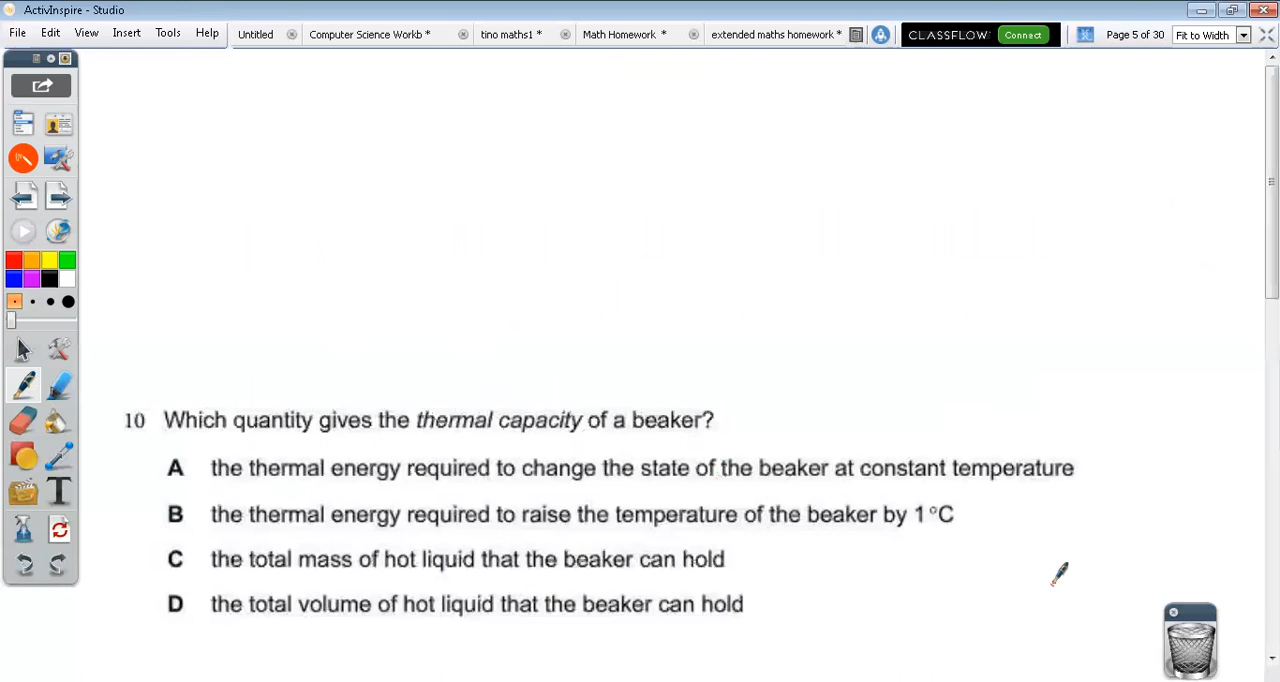 ActivInspire - Studio
File Edit View Insert Tools Help Untitled Computer Science Workb * tino maths1 * Math Homework * extended maths homework * CLASSFLOW Connect Page 5 of 30 Fit to Width
T
10 Which quantity gives the thermal capacity of a beaker?
A the thermal energy required to change the state of the beaker at constant temperature
B the thermal energy required to raise the temperature of the beaker by 1 °C
C the total mass of hot liquid that the beaker can hold
D the total volume of hot liquid that the beaker can hold